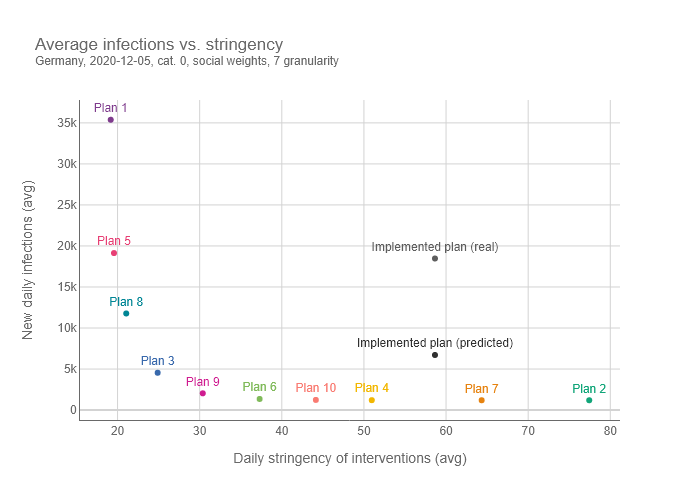 Average infections vs. stringency
Germany, 2020-12-05, cat. 0, social weights, 7 granularity
Plan 1
35k
30k
25k
Plan 5
Implemented plan (real)
20k
15k
Plan 8
10k
Implemented plan (predicted)
Plan 3
5k
Plan 9
Plan 6
Plan 10
Plan 4
Plan 7
Plan 2
0
20
30
40
50
60
70
80
New daily infections (avg)
Daily stringency of interventions (avg)